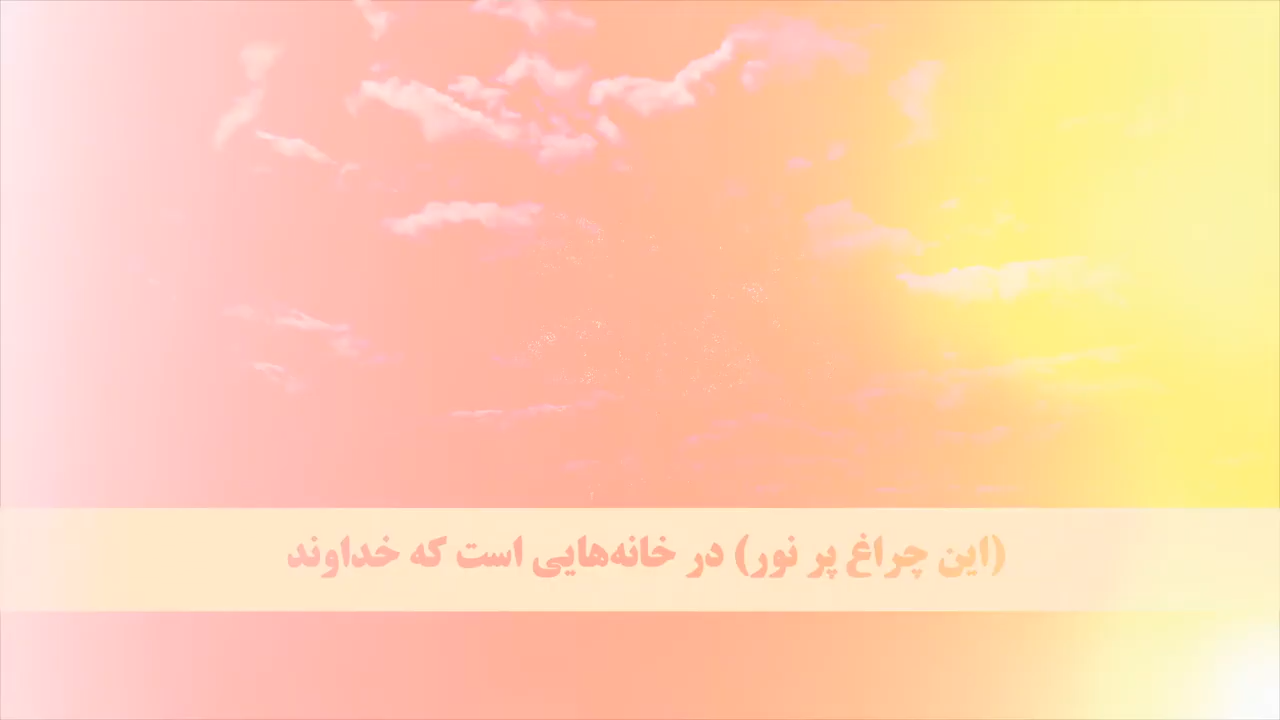 (این چراغ پر نور) در خانه‌هایی است که خداوند